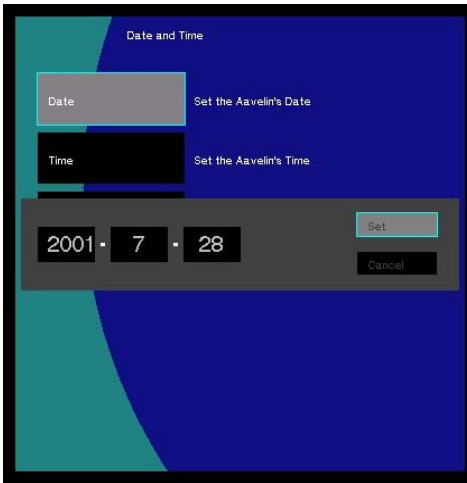 Date and Time
Date Set the Aavelin's Date
Time Set the Aavelin's Time
2001 - 7 - 28
Set
Cancel